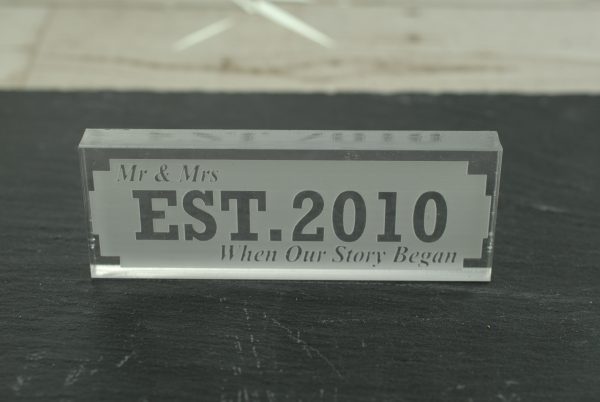 Mr & Mrs
EST.2010
When Our Story Began